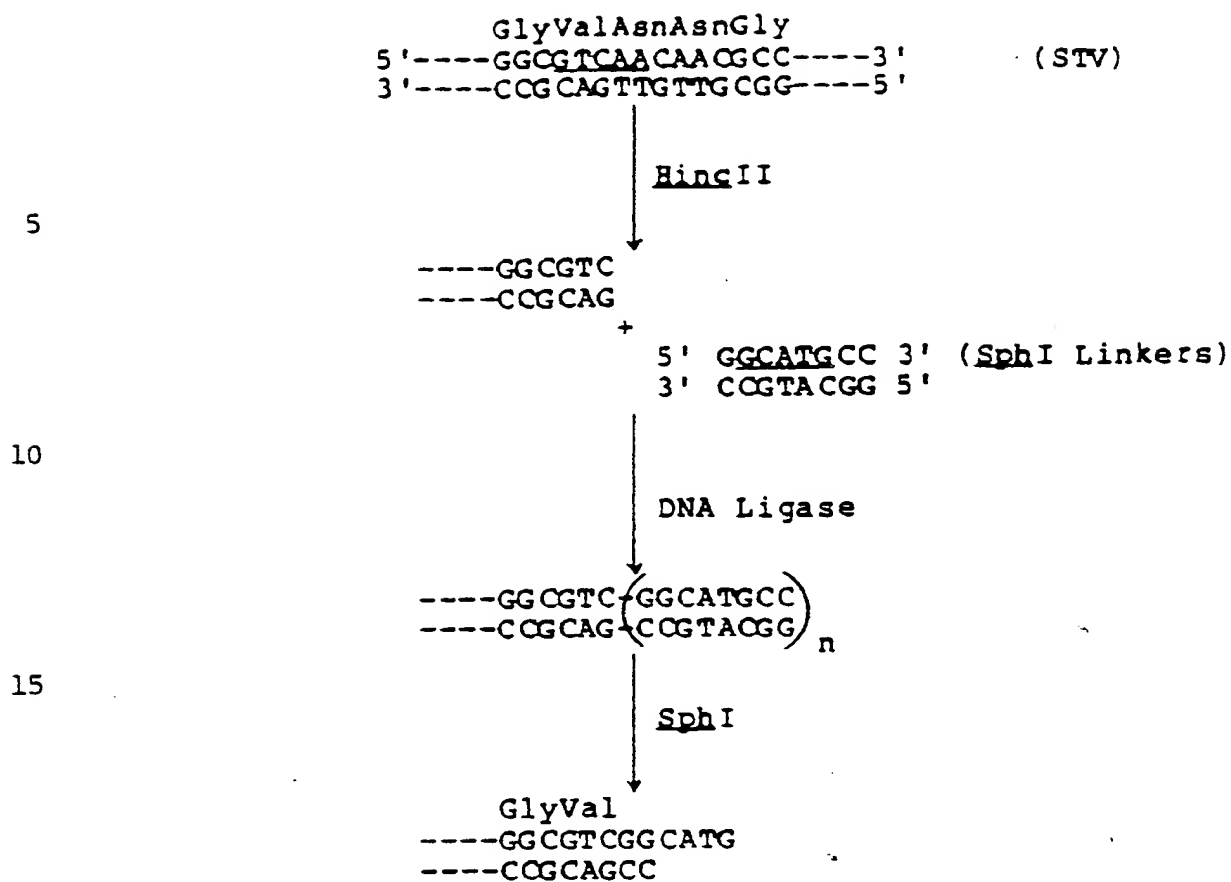 GlyValAsnAsnGly
5'----GGCGTCAACAACGCC----3' (STV)
3'----CCGCAGTTGTTGCGG----5'
HincII
5
----GGCGTC
----CCGCAG
+
5' GGCATGCC 3' (SphI Linkers)
3' CCGTACGG 5'
10
DNA Ligase
----GGCGTC-(GGCATGCC)
----CCGCAG-(CCGTACGG)n
15
SphI
GlyVal
----GGCGTCGGCATG
----CCGCAGCC